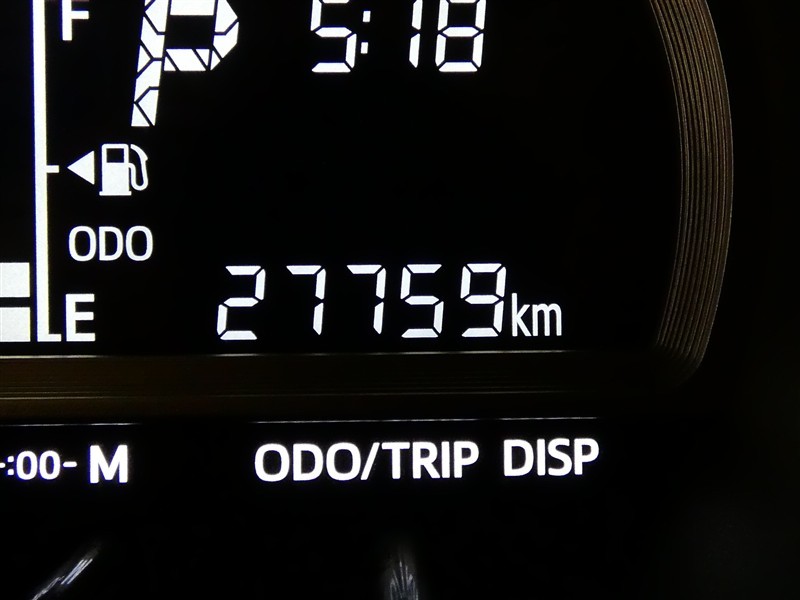 F P 5:18
ODO
E 27759km
-:00- M ODO/TRIP DISP